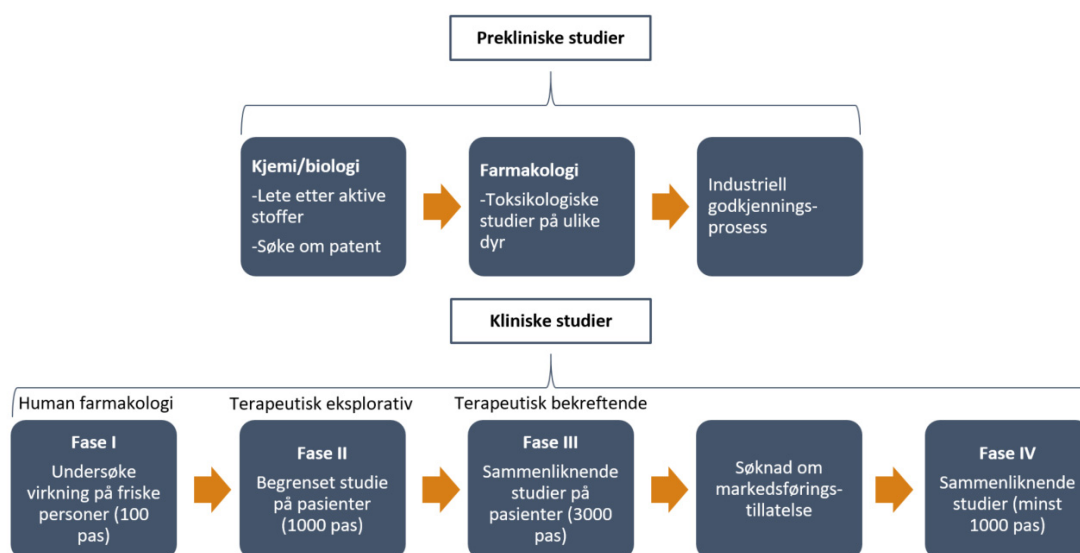 Prekliniske studier
Kjemi/biologi
-Lete etter aktive
stoffer
-Søke om patent
Farmakologi
-Toksikologiske
studier på ulike
dyr
Industriell
godkjennings-
prosess
Kliniske studier
Human farmakologi
Terapeutisk eksplorativ
Terapeutisk bekreftende
Fase I
Undersøke
virkning på friske
personer (100
pas)
Fase II
Begrenset studie
på pasienter
(1000 pas)
Fase III
Sammenliknende
studier på
pasienter (3000
pas)
Søknad om
markedsførings-
tillatelse
Fase IV
Sammenliknende
studier (minst
1000 pas)